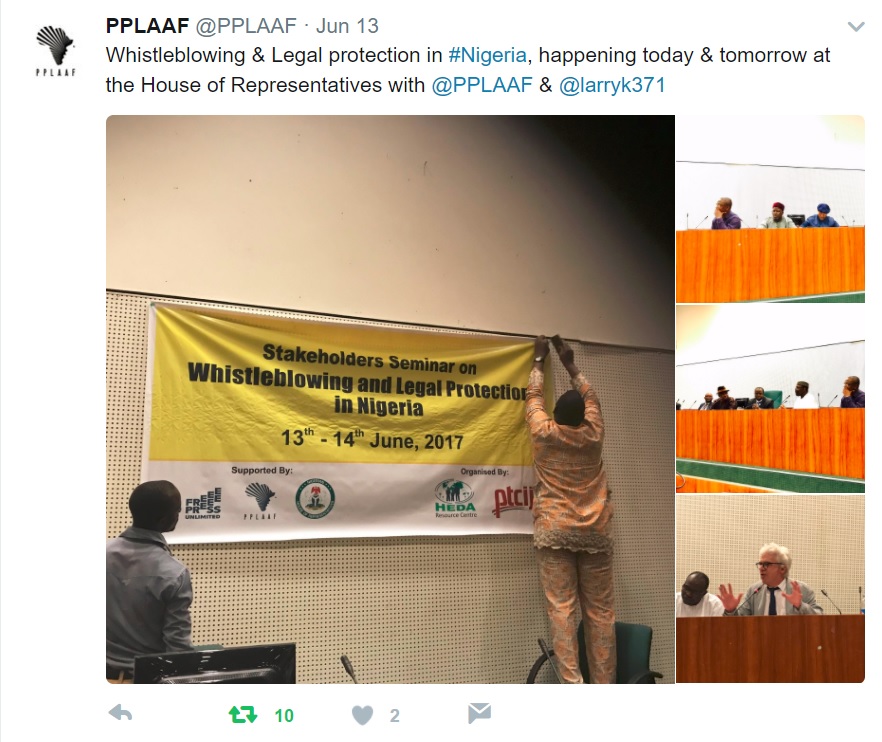 PPLAAF @PPLAAF · Jun 13
Whistleblowing & Legal protection in #Nigeria, happening today & tomorrow at
the House of Representatives with @PPLAAF & @larryk371
PPLAAF
Stakeholders Seminar on
Whistleblowing and Legal Protection
in Nigeria
13th - 14th June, 2017
Supported By:
Organised By:
FREE
PRESS
UNLIMITED
PPLAAF
HEDA
Resource Centre
ptcij
10
2